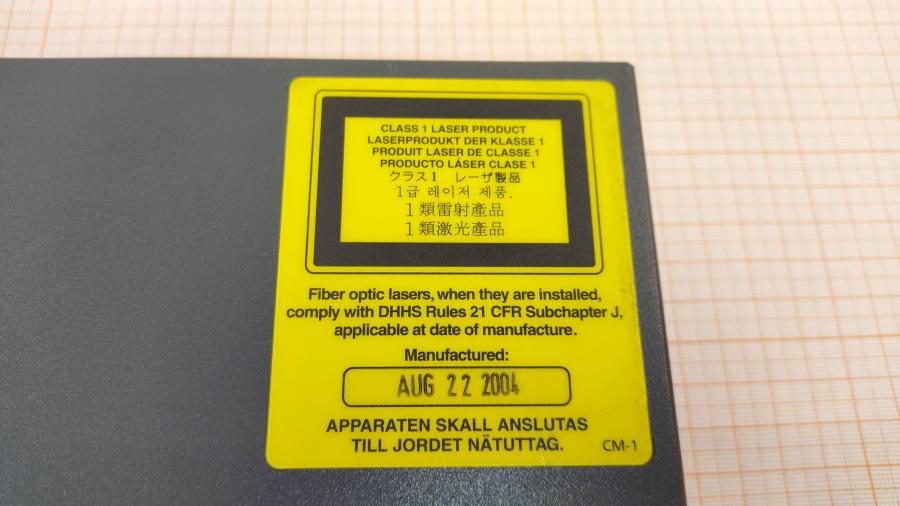 CLASS 1 LASER PRODUCT
LASERPRODUKT DER KLASSE 1
PRODUIT LASER DE CLASSE 1
PRODUCTO LÁSER CLASE 1
クラス1 レーザ製品
1급 레이저 제품.
1類雷射產品
1類激光產品
Fiber optic lasers, when they are installed,
comply with DHHS Rules 21 CFR Subchapter J,
applicable at date of manufacture.
Manufactured:
AUG 22 2004
APPARATEN SKALL ANSLUTAS
TILL JORDET NÄTUTTAG.
CM-1